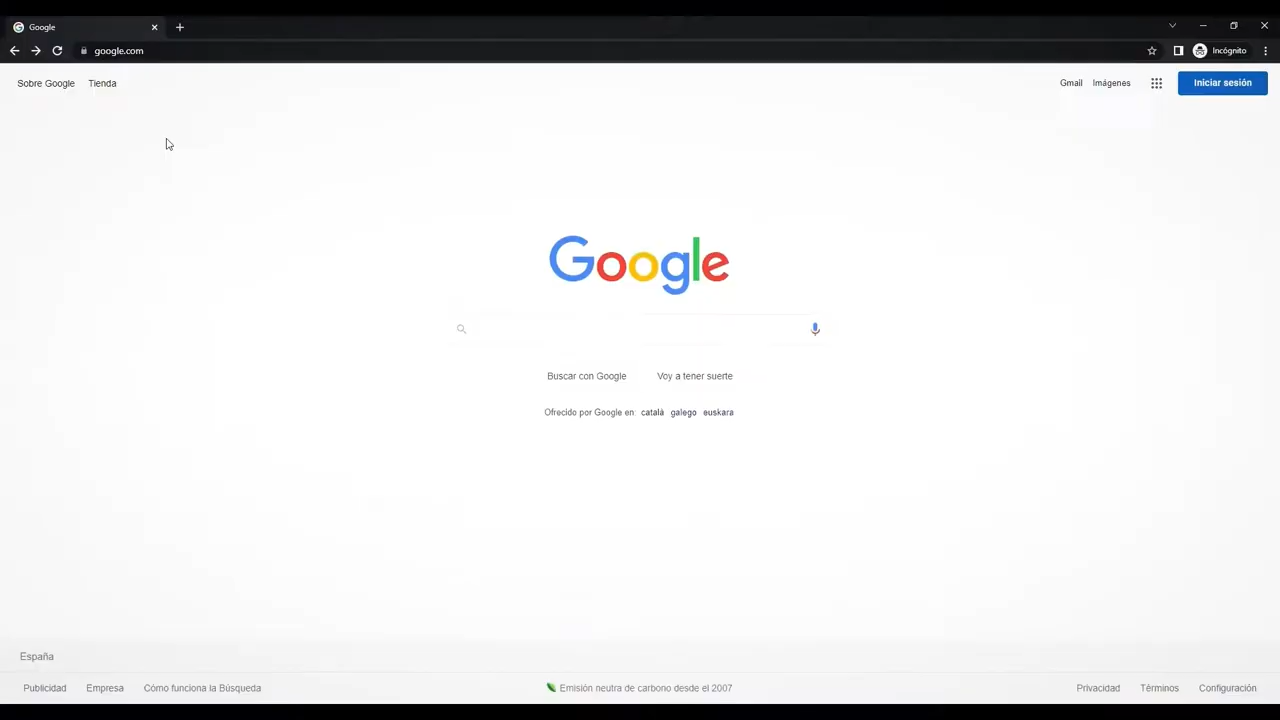 Google
google.com
Incógnito
Sobre Google Tienda
Gmail Imágenes Iniciar sesión
Google
Buscar con Google Voy a tener suerte
Ofrecido por Google en: català galego euskara
España
Publicidad Empresa Cómo funciona la Búsqueda
Emisión neutra de carbono desde el 2007
Privacidad Términos Configuración